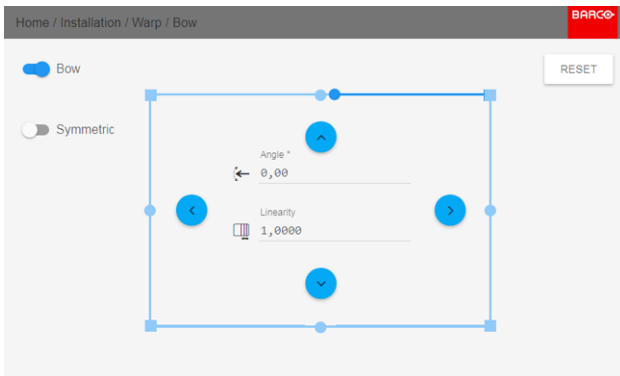 Home / Installation / Warp / Bow
BARCO
Bow
RESET
Symmetric
Angle *
0,00
Linearity
1,0000